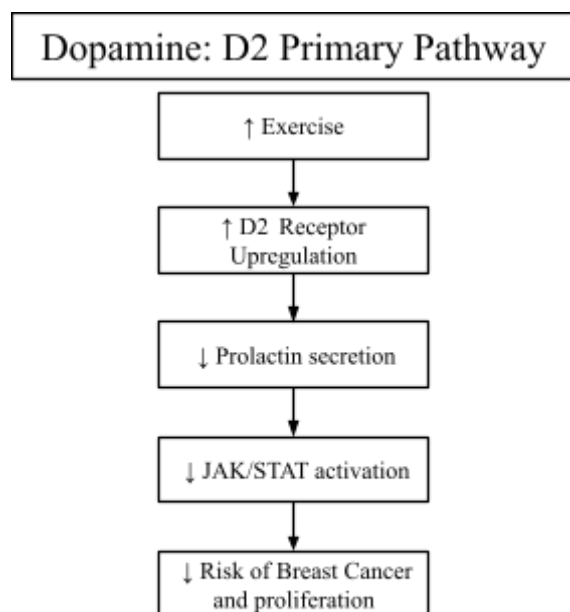 Dopamine: D2 Primary Pathway
↑ Exercise
↑ D2 Receptor
Upregulation
↓ Prolactin secretion
↓ JAK/STAT activation
↓ Risk of Breast Cancer
and proliferation